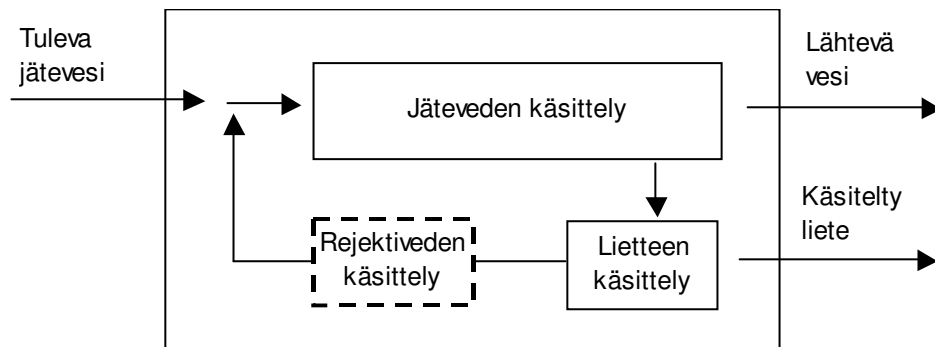 Tuleva
jätevesi
Jäteveden käsittely
Lähtevä
vesi
Rejektiveden
käsittely
Lietteen
käsittely
Käsitelty
liete